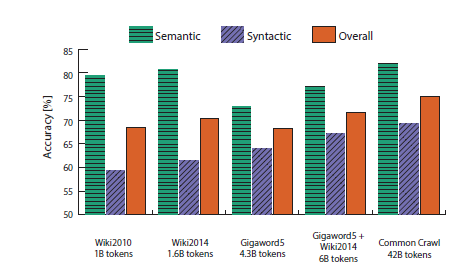 Semantic Syntactic Overall
Accuracy [%]
85
80
75
70
65
60
55
50
Wiki2010
1B tokens
Wiki2014
1.6B tokens
Gigaword5
4.3B tokens
Gigaword5 +
Wiki2014
6B tokens
Common Crawl
42B tokens